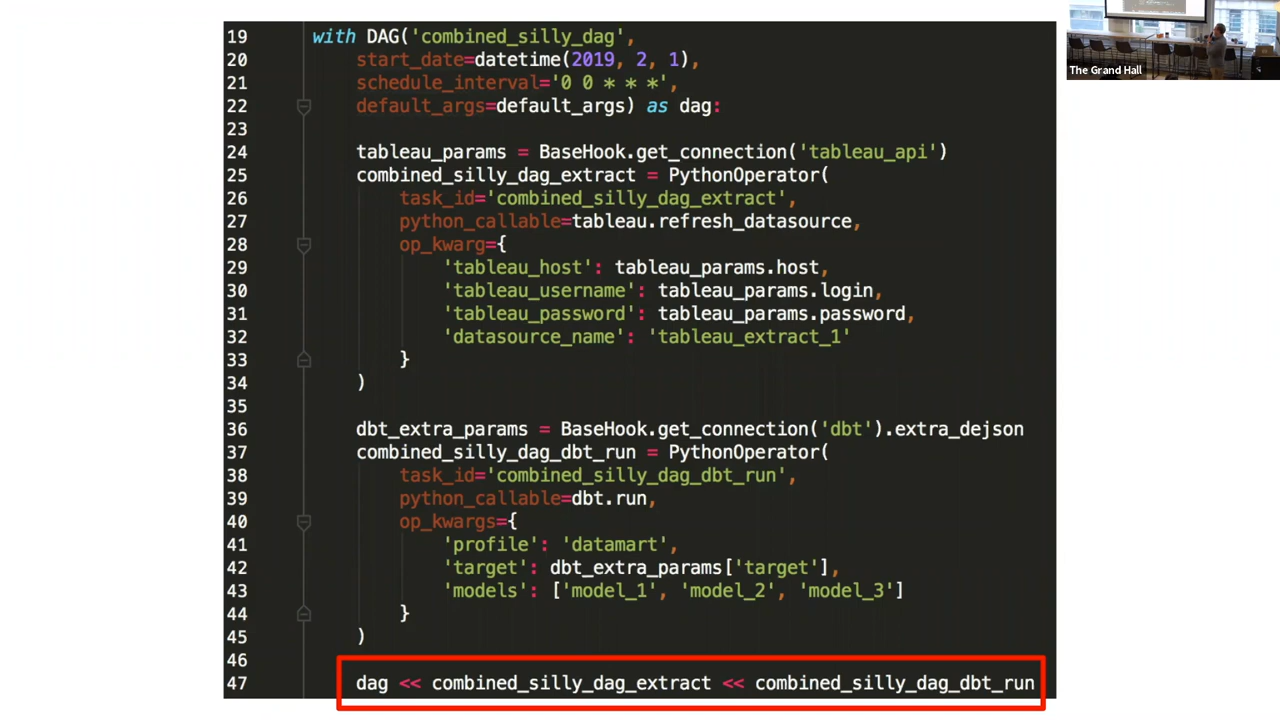 19 with DAG('combined_silly_dag',
20 start_date=datetime(2019, 2, 1),
21 schedule_interval='0 0 * * *',
22 default_args=default_args) as dag:
23
24 tableau_params = BaseHook.get_connection('tableau_api')
25 combined_silly_dag_extract = PythonOperator(
26 task_id='combined_silly_dag_extract',
27 python_callable=tableau.refresh_datasource,
28 op_kwarg={
29 'tableau_host': tableau_params.host,
30 'tableau_username': tableau_params.login,
31 'tableau_password': tableau_params.password,
32 'datasource_name': 'tableau_extract_1'
33 }
34 )
35
36 dbt_extra_params = BaseHook.get_connection('dbt').extra_dejson
37 combined_silly_dag_dbt_run = PythonOperator(
38 task_id='combined_silly_dag_dbt_run',
39 python_callable=dbt.run,
40 op_kwargs={
41 'profile': 'datamart',
42 'target': dbt_extra_params['target'],
43 'models': ['model_1', 'model_2', 'model_3']
44 }
45 )
46
47 dag << combined_silly_dag_extract << combined_silly_dag_dbt_run
The Grand Hall